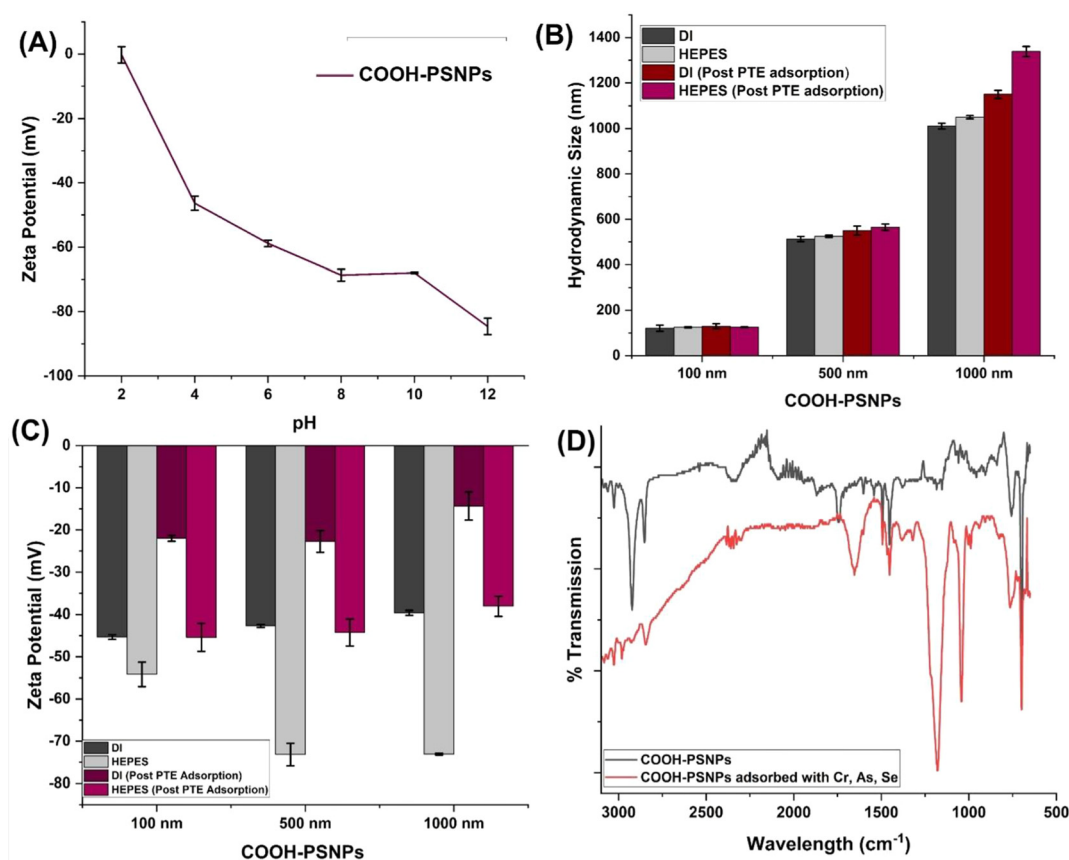 (A)
COOH-PSNPs
Zeta Potential (mV)
0
-20
-40
-60
-80
-100
2 4 6 8 10 12
pH
(B)
DI
HEPES
DI (Post PTE adsorption)
HEPES (Post PTE adsorption)
Hydrodynamic Size (nm)
1400
1200
1000
600
400
200
0
100 nm 500 nm 1000 nm
COOH-PSNPs
(C)
Zeta Potential (mV)
0
-10
-20
-30
-40
-50
-60
-70
-80
DI
HEPES
DI (Post PTE Adsorption)
HEPES (Post PTE Adsorption)
100 nm 500 nm 1000 nm
COOH-PSNPs
(D)
% Transmission
COOH-PSNPs
COOH-PSNPs adsorbed with Cr, As, Se
3000 2500 2000 1500 1000 500
Wavelength (cm⁻¹)